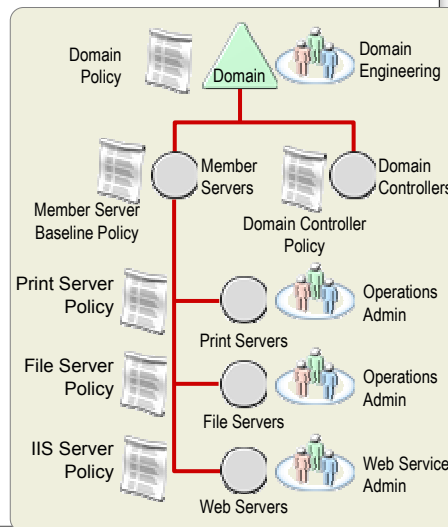 Domain
Policy
Domain
Domain
Engineering
Member
Servers
Domain
Controllers
Member Server
Baseline Policy
Domain Controller
Policy
Print Server
Policy
Operations
Admin
Print Servers
File Server
Policy
Operations
Admin
File Servers
IIS Server
Policy
Web Service
Admin
Web Servers